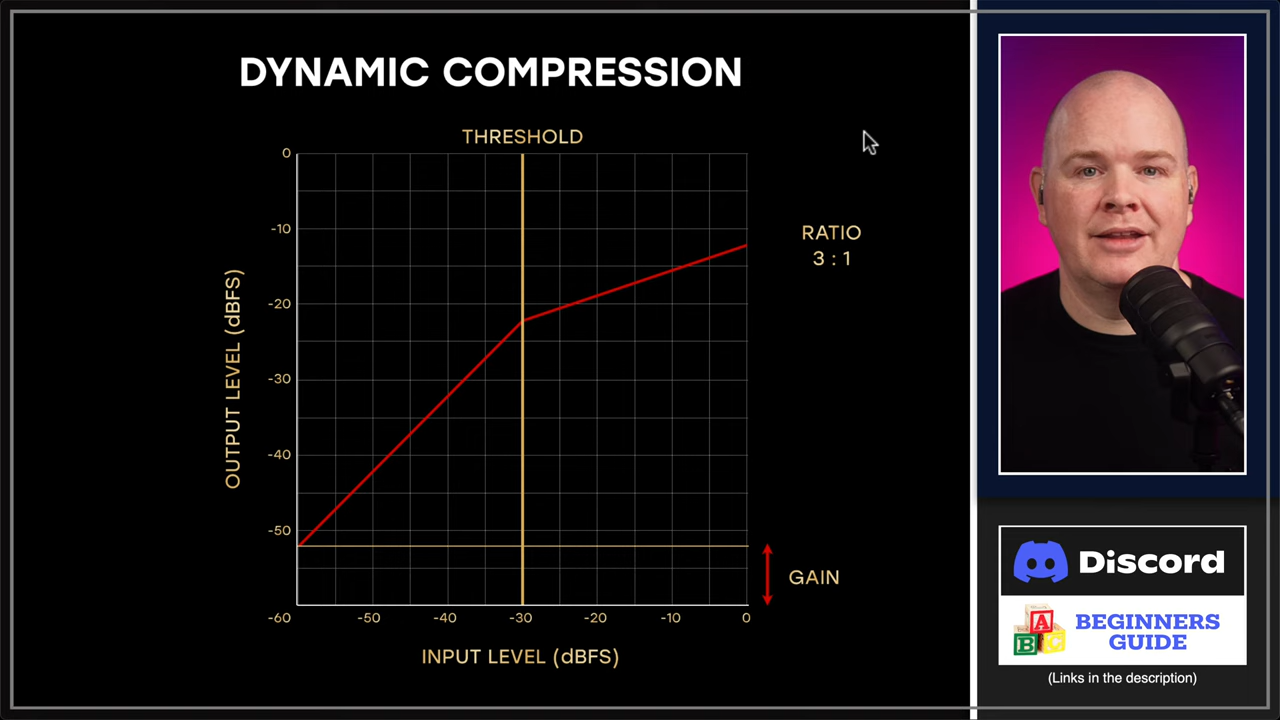 DYNAMIC COMPRESSION
THRESHOLD
0
-10
-20
-30
-40
-50
-60
OUTPUT LEVEL (dBFS)
-50
-40
-30
-20
-10
0
INPUT LEVEL (dBFS)
RATIO
3 : 1
GAIN
Discord
A
B
C
BEGINNERS
GUIDE
(Links in the description)